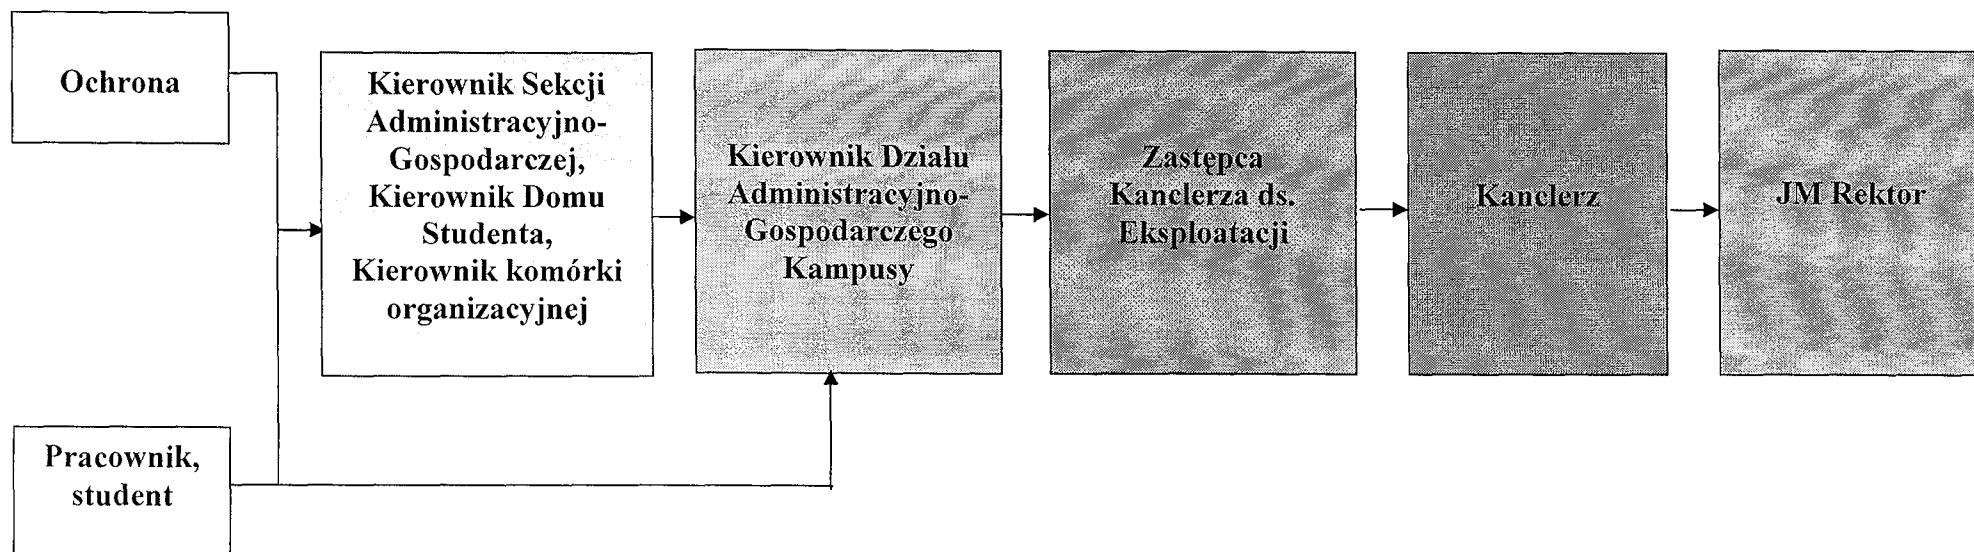 Ochrona
Kierownik Sekcji
Administracyjno-
Gospodarczej,
Kierownik Domu
Studenta,
Kierownik komórki
organizacyjnej
Kierownik Działu
Administracyjno-
Gospodarczego
Kampusy
Zastępca
Kanclerza ds.
Eksploatacji
Kanclerz
JM Rektor
Pracownik,
student